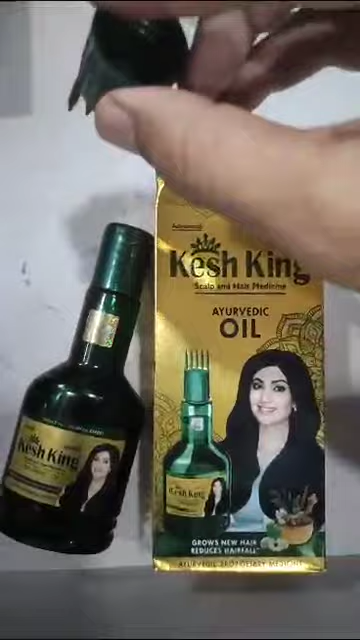 Advanced
Kesh King
Scalp and Hair Medicine
AYURVEDIC
OIL
Kesh King
Kesh King
GROWS NEW HAIR
REDUCES HAIRFALL
AYURVEDIC PROPRIETARY MEDICINE